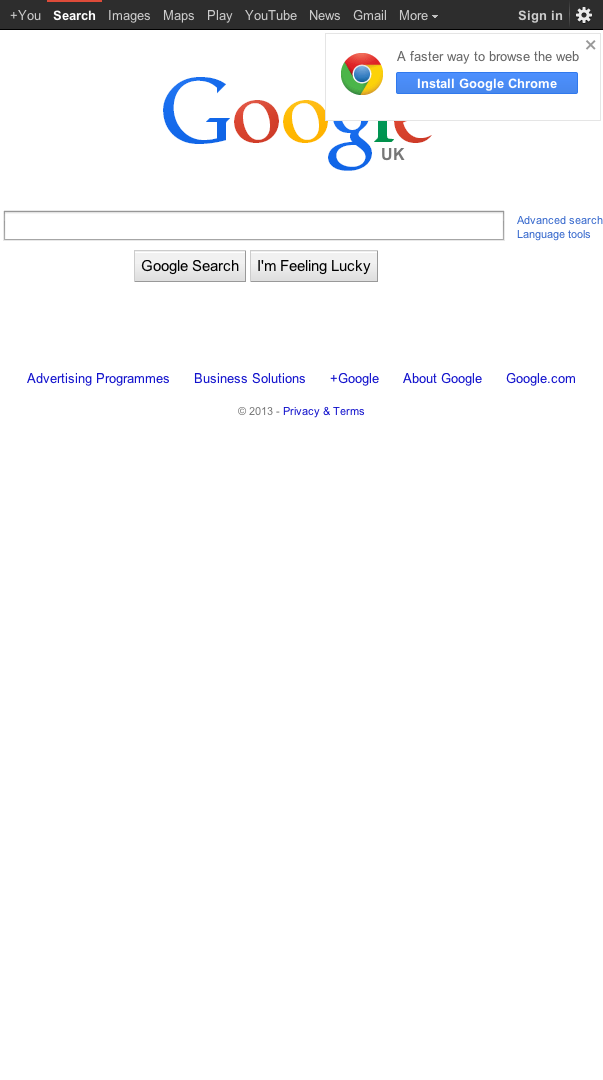 +You Search Images Maps Play YouTube News Gmail More Sign in
A faster way to browse the web
Install Google Chrome
Google
UK
Advanced search
Language tools
Google Search I'm Feeling Lucky
Advertising Programmes Business Solutions +Google About Google Google.com
© 2013 - Privacy & Terms